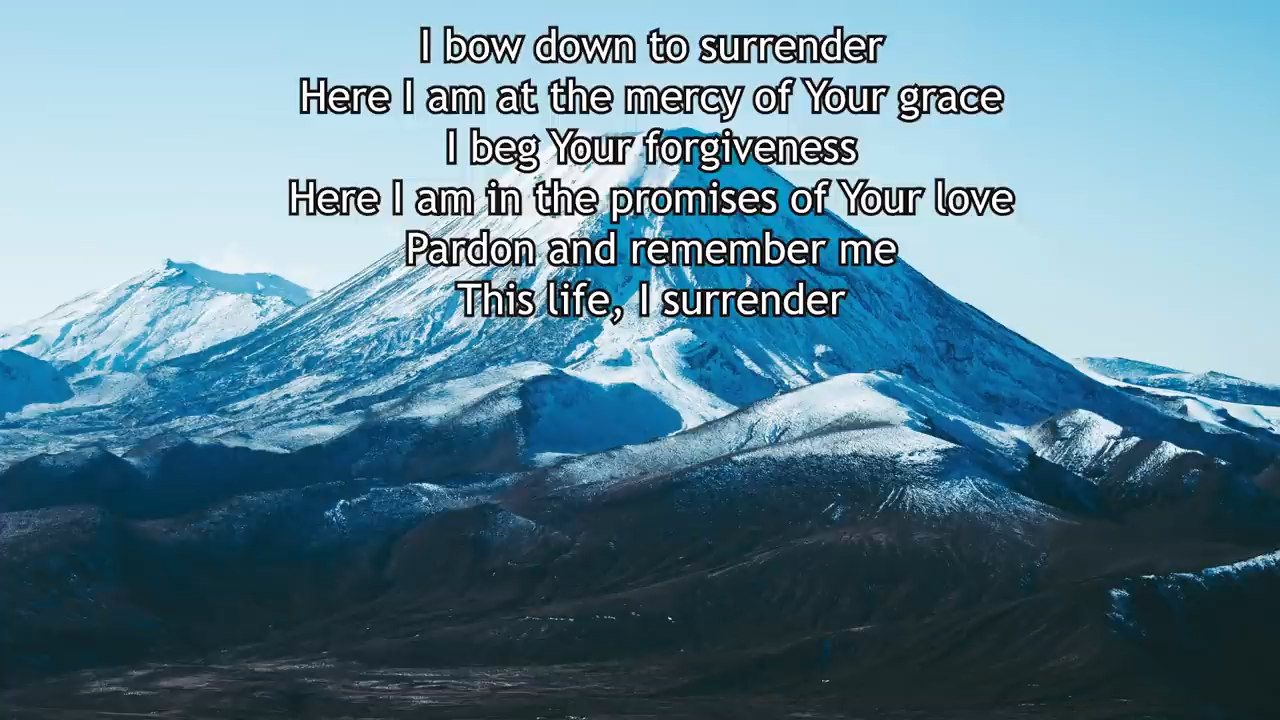 I bow down to surrender
Here I am at the mercy of Your grace
I beg Your forgiveness
Here I am in the promises of Your love
Pardon and remember me
This life, I surrender